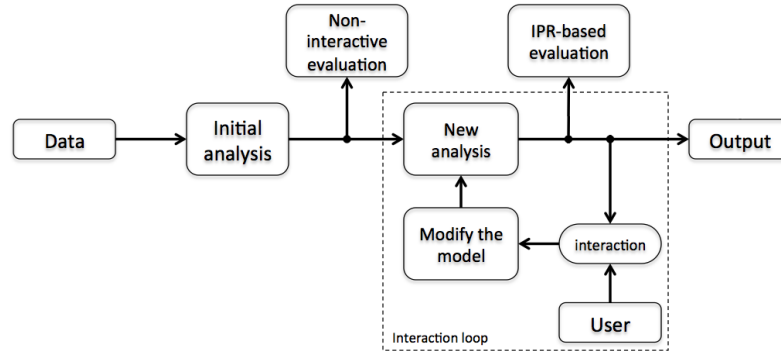 Non-
interactive
evaluation
IPR-based
evaluation
Data
Initial
analysis
New
analysis
Output
Modify the
model
interaction
User
Interaction loop